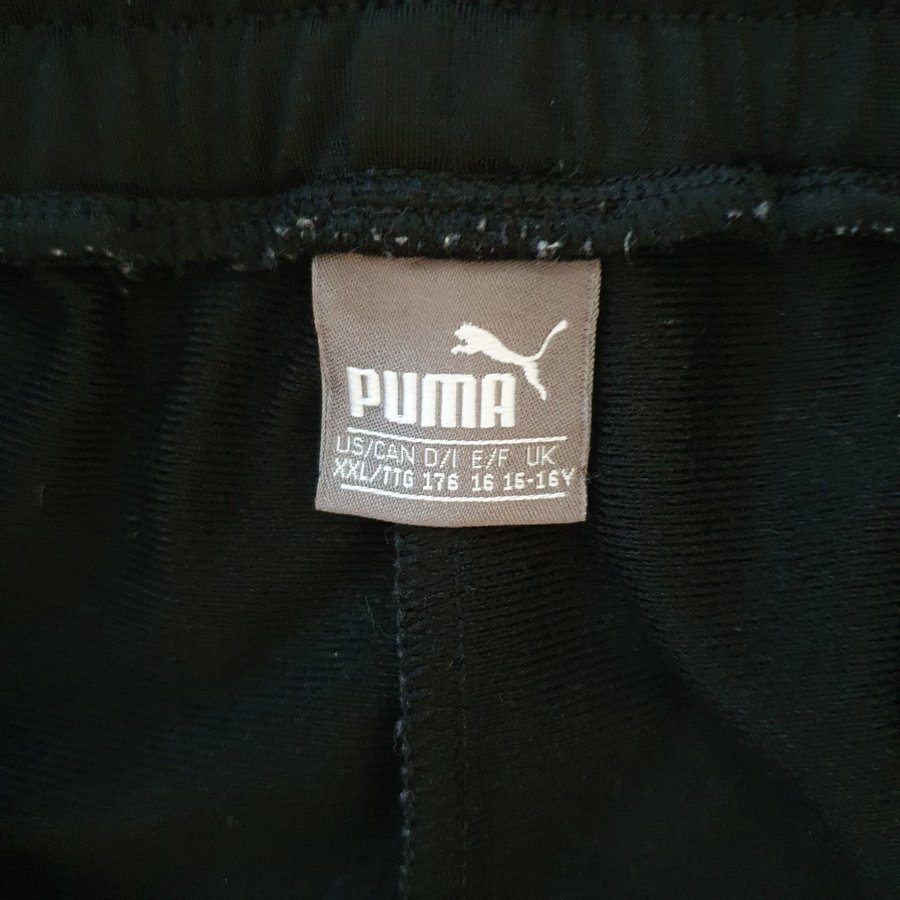 PUMA
US/CAN D/I E/F UK
XXL/TTG 176 16 15-16Y